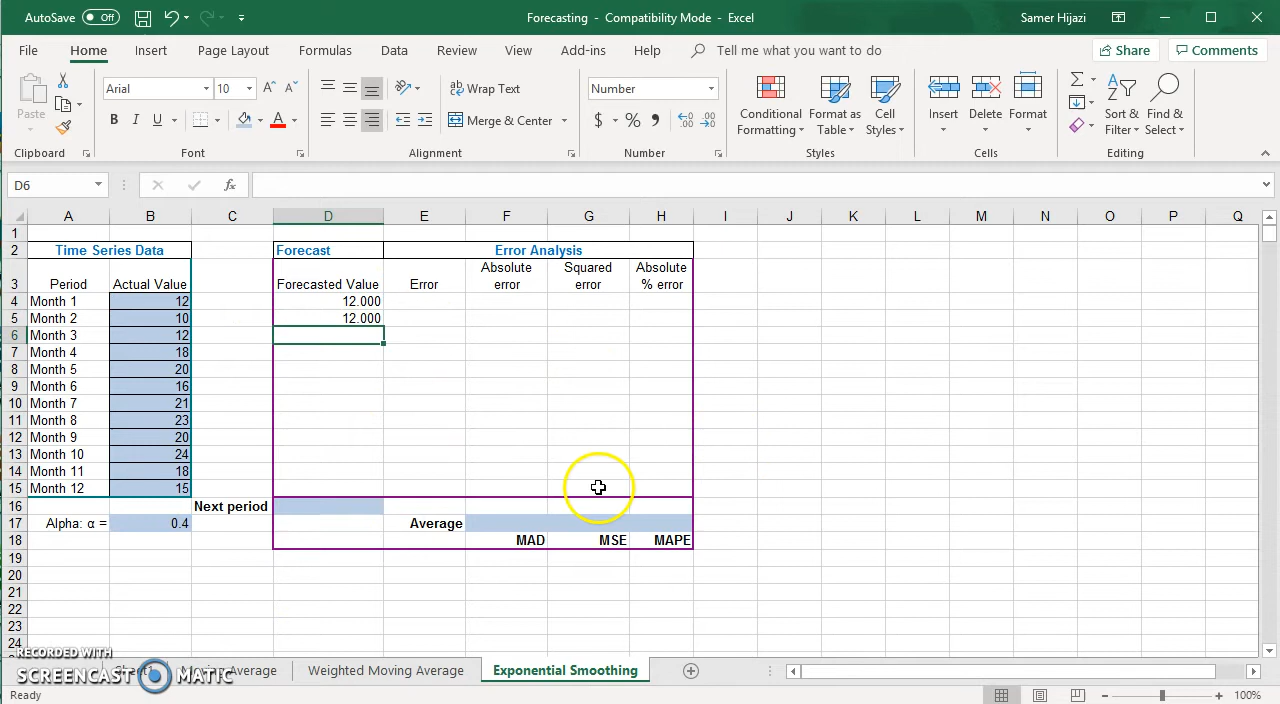 AutoSave Off
Forecasting - Compatibility Mode - Excel
Samer Hijazi
File Home Insert Page Layout Formulas Data Review View Add-ins Help Tell me what you want to do Share Comments
Arial 10 A^ A˅ ab Wrap Text Number
Paste B I U A Merge & Center $ % 9 Conditional Formatting Format as Table Cell Styles Insert Delete Format Σ Sort & Filter Find & Select
Clipboard Font Alignment Number Styles Cells Editing
D6 fx
A B C D E F G H I J K L M N O P Q
1
2 Time Series Data Forecast Error Analysis
3 Period Actual Value Forecasted Value Error Absolute error Squared error Absolute % error
4 Month 1 12 12.000
5 Month 2 10 12.000
6 Month 3 12
7 Month 4 18
8 Month 5 20
9 Month 6 16
10 Month 7 21
11 Month 8 23
12 Month 9 20
13 Month 10 24
14 Month 11 18
15 Month 12 15
16 Next period
17 Alpha: α = 0.4 Average
18 MAD MSE MAPE
19
20
21
22
23
24
RECORDED WITH
SCREENCAST MATIC
Moving Average Weighted Moving Average Exponential Smoothing
Ready 100%